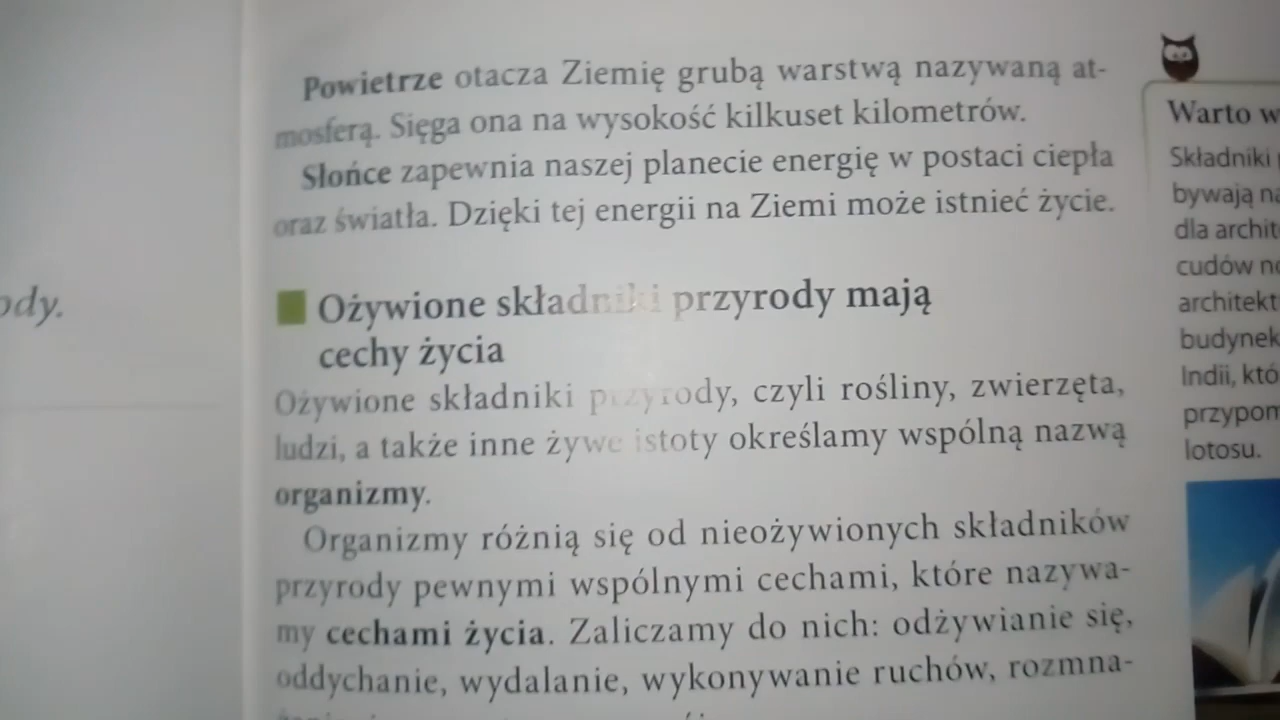 ody.
Powietrze otacza Ziemię grubą warstwą nazywaną at-
mosferą. Sięga ona na wysokość kilkuset kilometrów.
Słońce zapewnia naszej planecie energię w postaci ciepła
oraz światła. Dzięki tej energii na Ziemi może istnieć życie.
Ożywione składniki przyrody mają
cechy życia
Ożywione składniki przyrody, czyli rośliny, zwierzęta,
ludzi, a także inne żywe istoty określamy wspólną nazwą
organizmy.
Organizmy różnią się od nieożywionych składników
przyrody pewnymi wspólnymi cechami, które nazywa-
my cechami życia. Zaliczamy do nich: odżywianie się,
oddychanie, wydalanie, wykonywanie ruchów, rozmna-
Warto w
Składniki
bywają na
dla archit
cudów no
architekt
budynek
Indii, któ
przypom
lotosu.